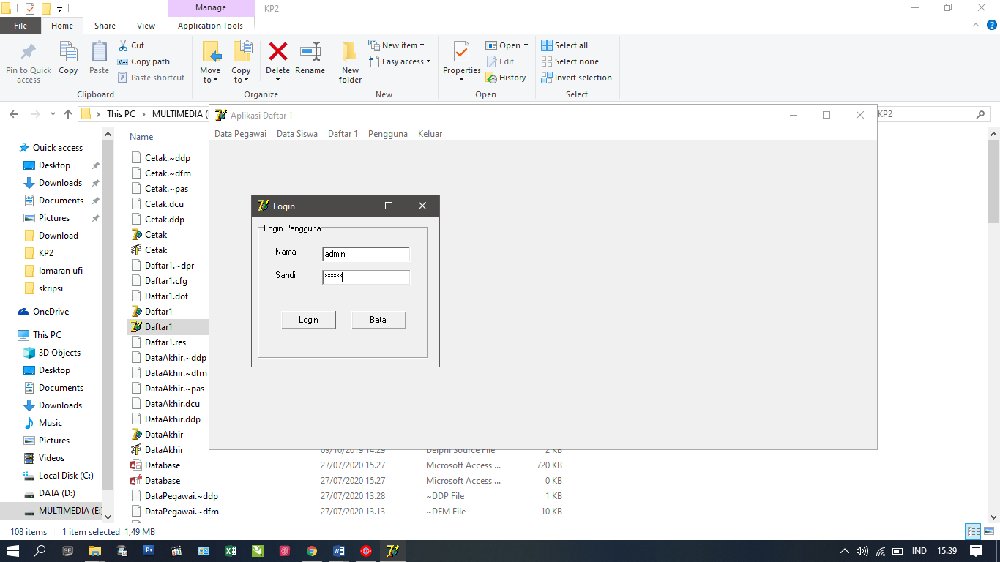 Manage
KP2
File
Home
Share
View
Application Tools
Pin to Quick access
Copy
Paste
Cut
Copy path
Paste shortcut
Clipboard
Move to
Copy to
Delete
Rename
Organize
New folder
New item
Easy access
New
Properties
Open
Edit
History
Open
Select all
Select none
Invert selection
Select
This PC
MULTIMEDIA (
KP2
Quick access
Desktop
Downloads
Documents
Pictures
Download
KP2
lamaran ufi
skripsi
OneDrive
This PC
3D Objects
Desktop
Documents
Downloads
Music
Pictures
Videos
Local Disk (C:)
DATA (D:)
MULTIMEDIA (E:
Name
Cetak.~ddp
Cetak.~dfm
Cetak.~pas
Cetak.dcu
Cetak.ddp
Cetak
Cetak
Daftar1.~dpr
Daftar1.cfg
Daftar1.dof
Daftar1
Daftar1
Daftar1.res
DataAkhir.~ddp
DataAkhir.~dfm
DataAkhir.~pas
DataAkhir.dcu
DataAkhir.ddp
DataAkhir
DataAkhir 09/10/2019 14.29 Delphi Source File 2 KB
Database 27/07/2020 15.27 Microsoft Access ... 720 KB
Database 27/07/2020 15.27 Microsoft Access ... 0 KB
DataPegawai.~ddp 27/07/2020 13.28 ~DDP File 1 KB
DataPegawai.~dfm 27/07/2020 13.13 ~DFM File 10 KB
Aplikasi Daftar 1
Data Pegawai Data Siswa Daftar 1 Pengguna Keluar
Login
Login Pengguna
Nama admin
Sandi ******
Login Batal
108 items 1 item selected 1,49 MB
IND 15.39